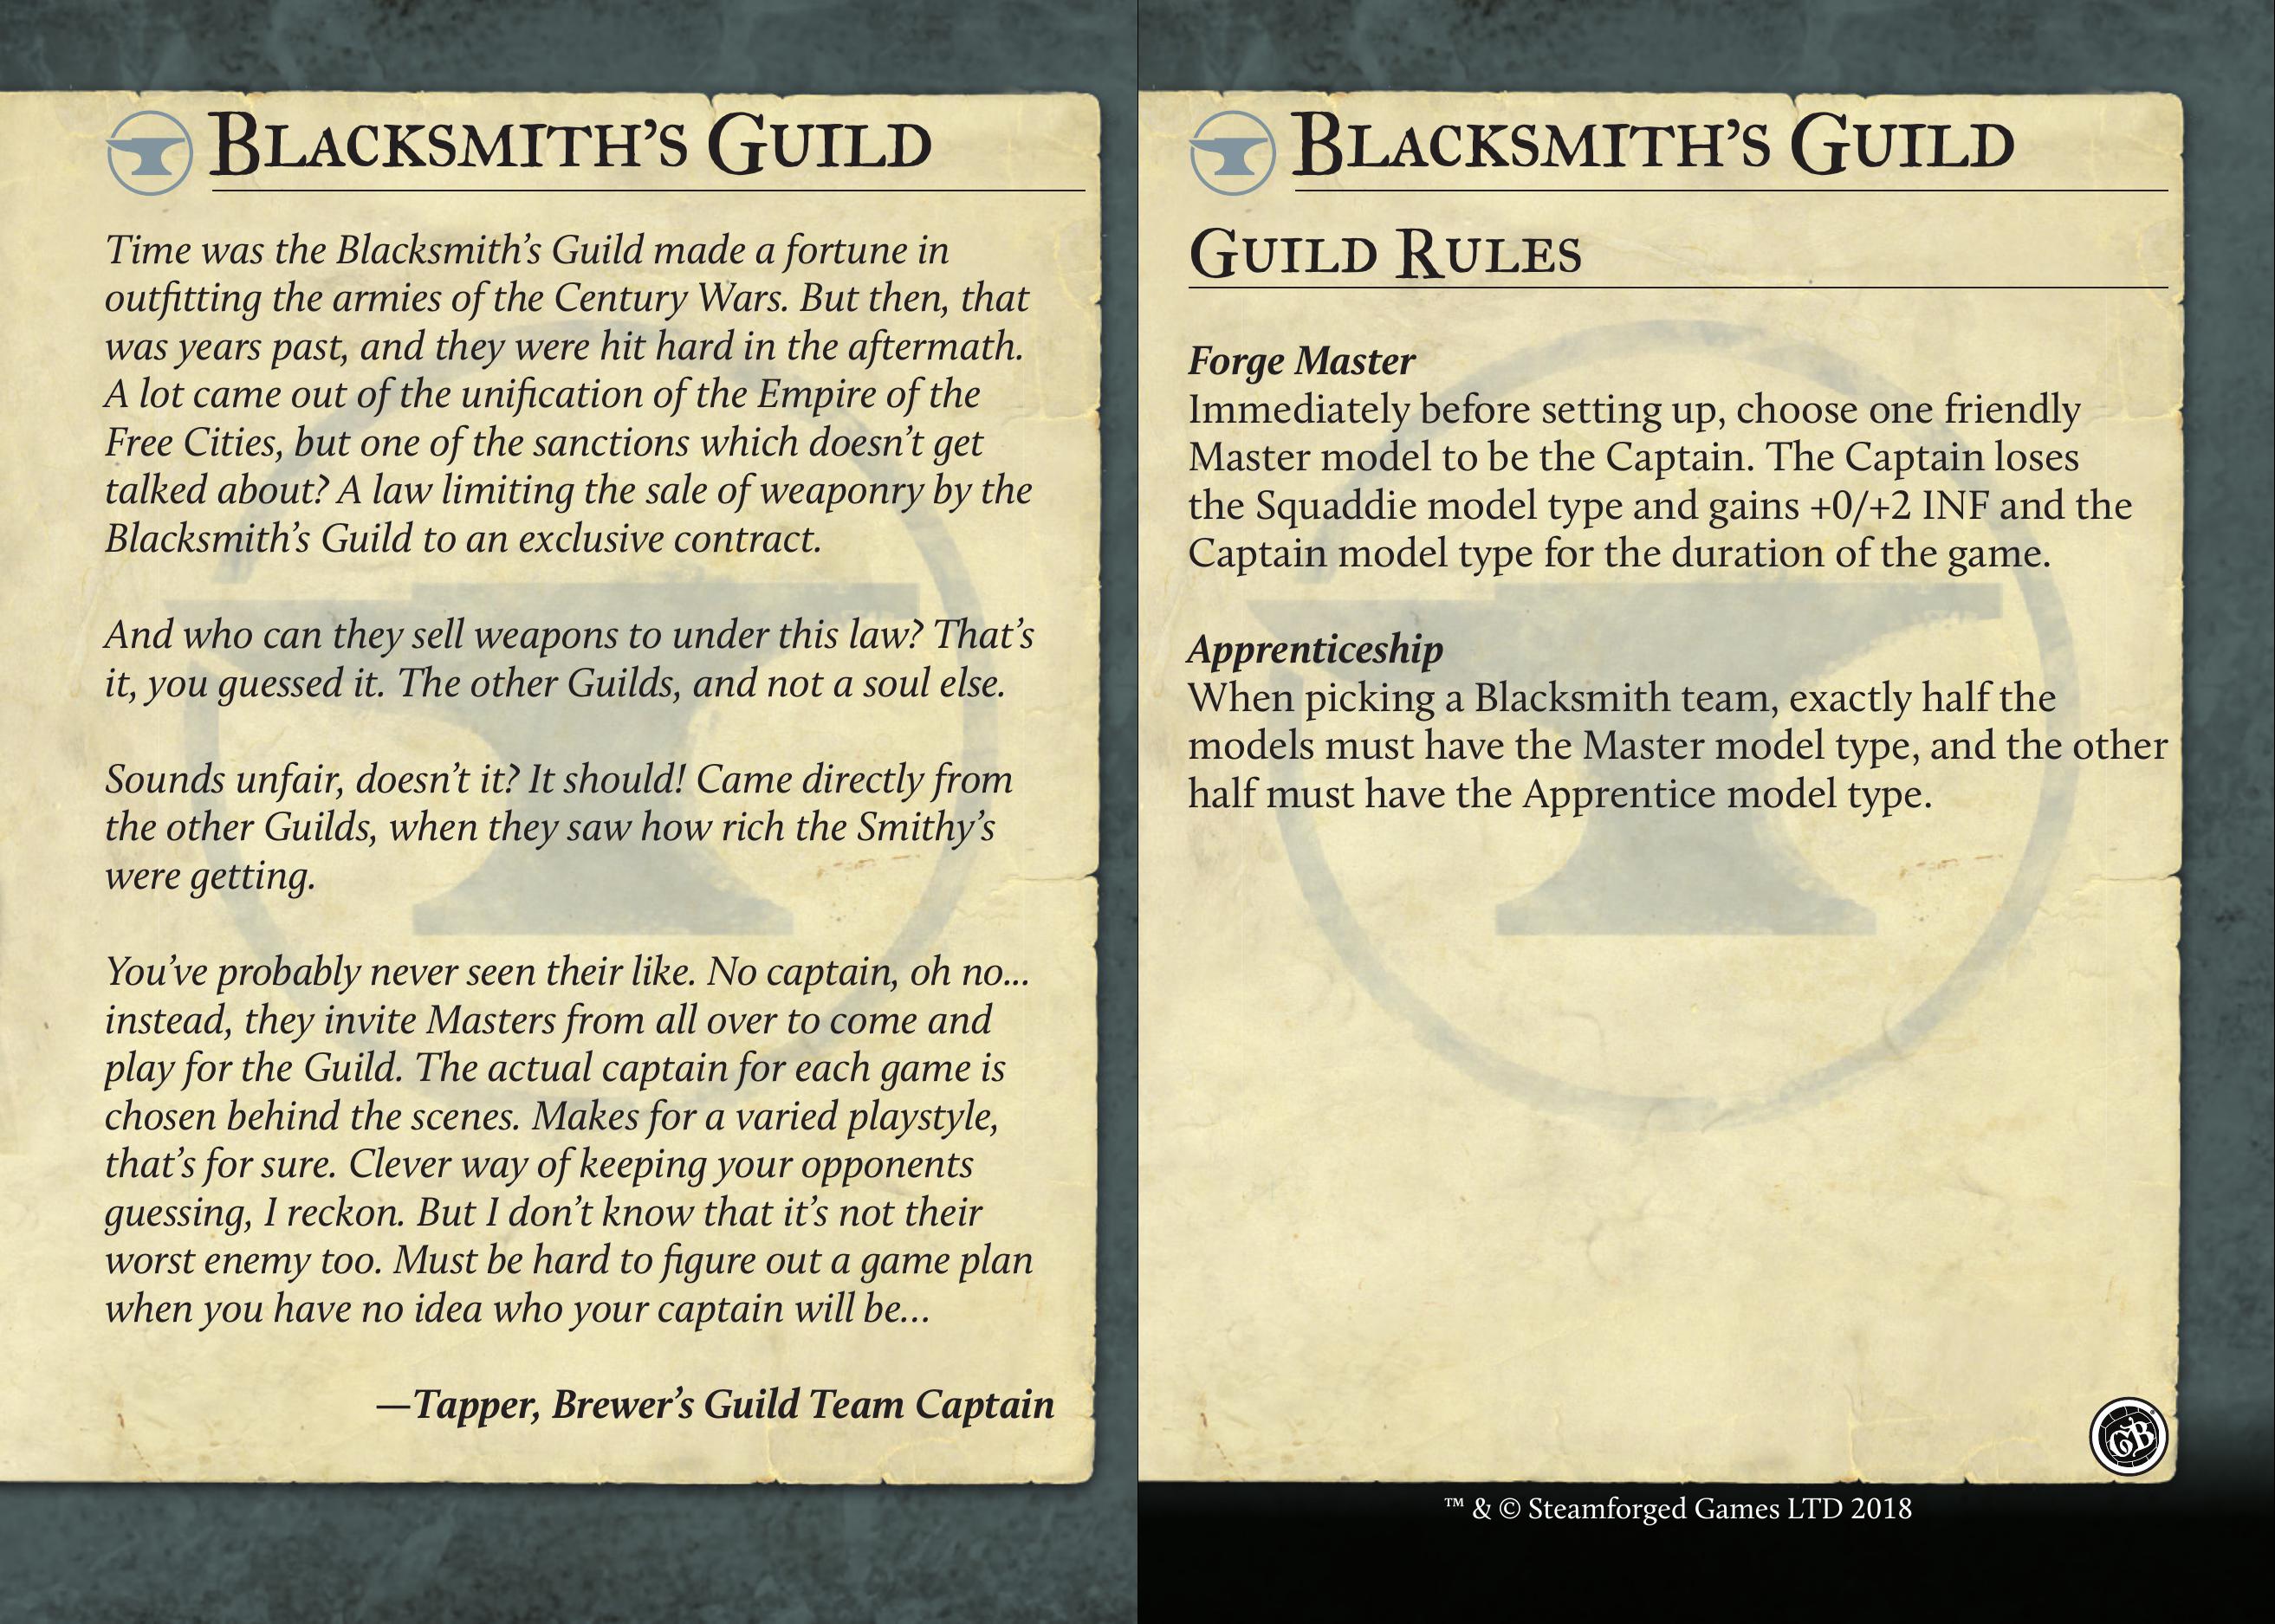 BLACKSMITH'S GUILD
Time was the Blacksmith's Guild made a fortune in
outfitting the armies of the Century Wars. But then, that
was years past, and they were hit hard in the aftermath.
A lot came out of the unification of the Empire of the
Free Cities, but one of the sanctions which doesn't get
talked about? A law limiting the sale of weaponry by the
Blacksmith's Guild to an exclusive contract.
And who can they sell weapons to under this law? That's
it, you guessed it. The other Guilds, and not a soul else.
Sounds unfair, doesn't it? It should! Came directly from
the other Guilds, when they saw how rich the Smithy's
were getting.
You've probably never seen their like. No captain, oh no...
instead, they invite Masters from all over to come and
play for the Guild. The actual captain for each game is
chosen behind the scenes. Makes for a varied playstyle,
that's for sure. Clever way of keeping your opponents
guessing, I reckon. But I don't know that it's not their
worst enemy too. Must be hard to figure out a game plan
when you have no idea who your captain will be...
—Tapper, Brewer's Guild Team Captain
BLACKSMITH'S GUILD
GUILD RULES
Forge Master
Immediately before setting up, choose one friendly
Master model to be the Captain. The Captain loses
the Squaddie model type and gains +0/+2 INF and the
Captain model type for the duration of the game.
Apprenticeship
When picking a Blacksmith team, exactly half the
models must have the Master model type, and the other
half must have the Apprentice model type.
GB
™ & © Steamforged Games LTD 2018